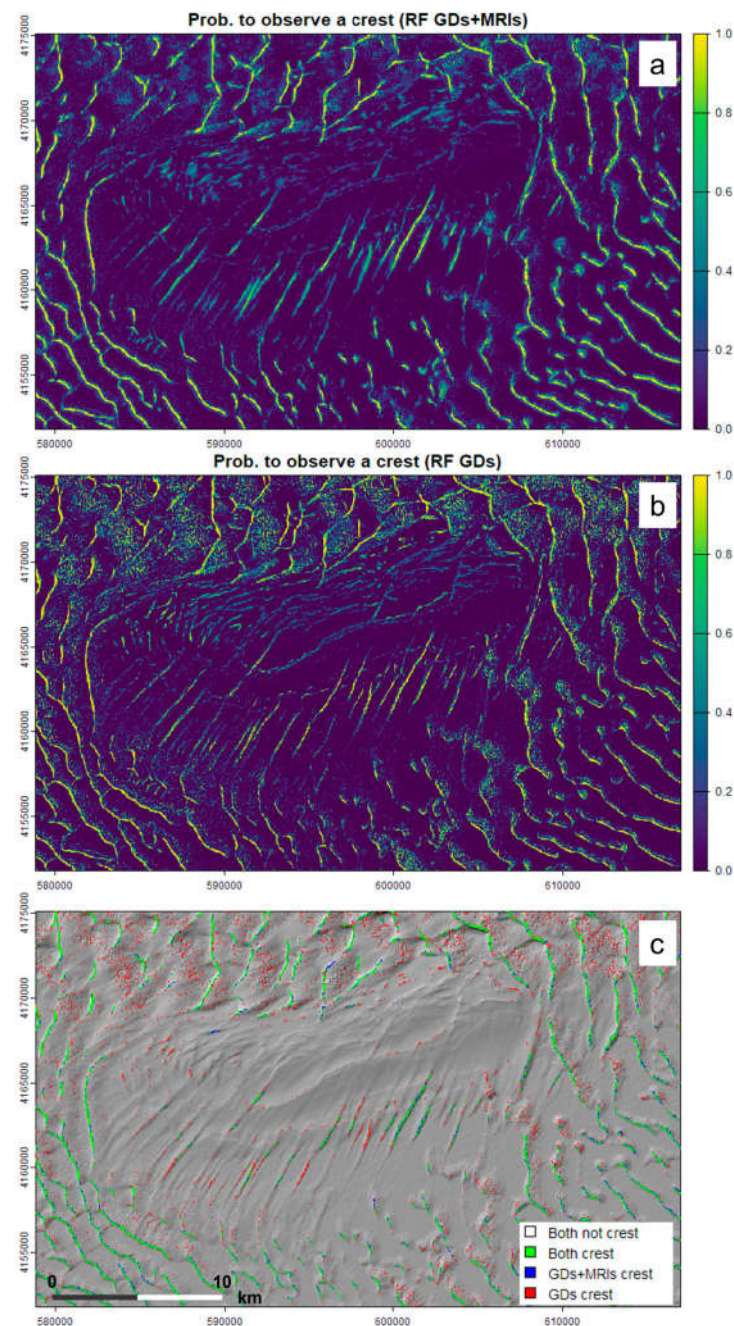 Prob. to observe a crest (RF GDs+MRIs)
a
4175000
4170000
4165000
4160000
4155000
580000 590000 600000 610000
1.0
0.8
0.6
0.4
0.2
0.0
Prob. to observe a crest (RF GDs)
b
4175000
4170000
4165000
4160000
4155000
580000 590000 600000 610000
1.0
0.8
0.6
0.4
0.2
0.0
c
4175000
4170000
4165000
4160000
4155000
Both not crest
Both crest
GDs+MRIs crest
GDs crest
0 10
km
580000 590000 600000 610000